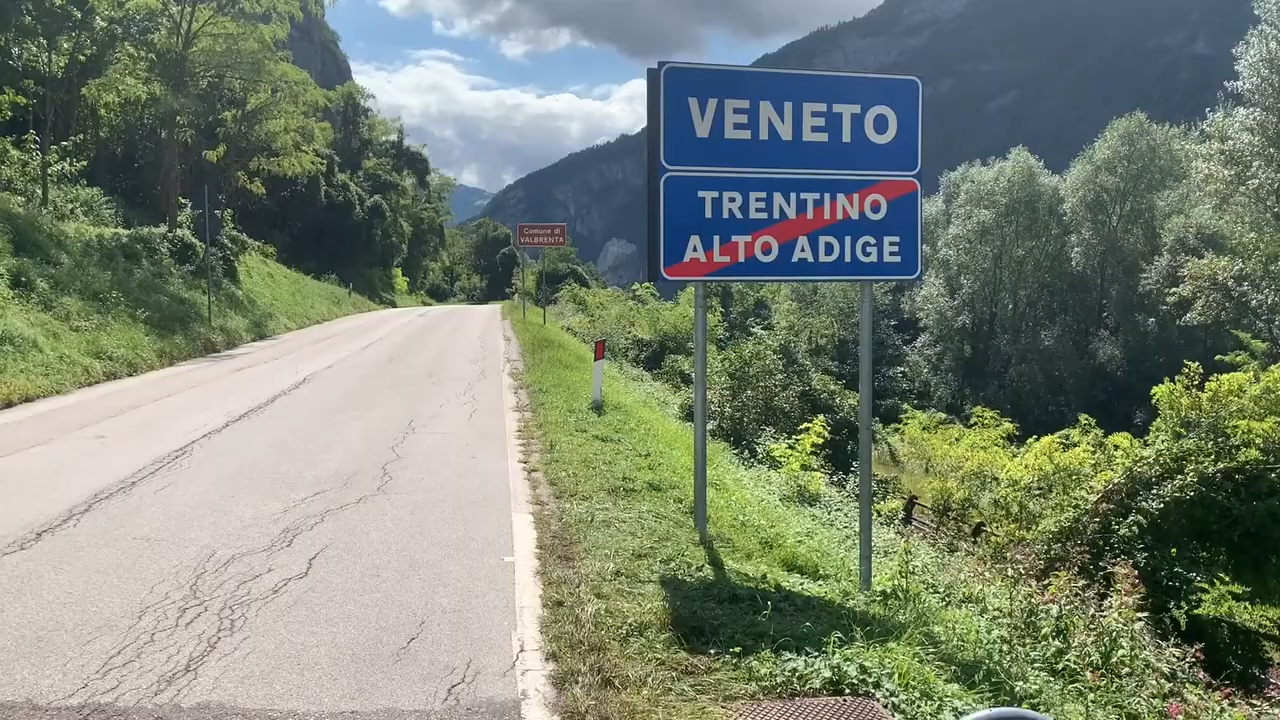 VENETO
TRENTINO
ALTO ADIGE
Comune di
VALBRENTA